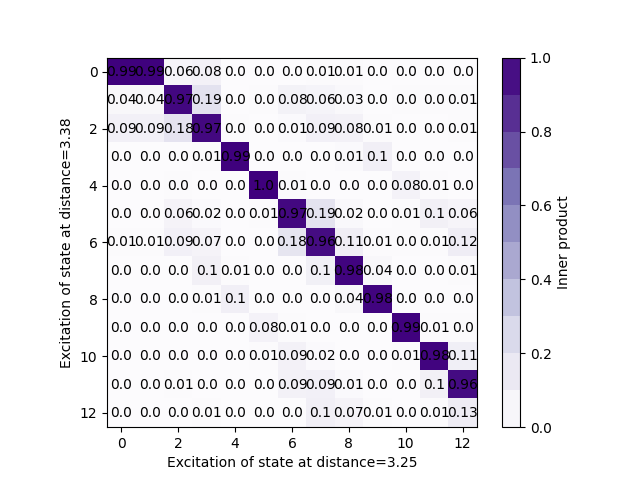 0 0.99 0.99 0.06 0.08 0.0 0.0 0.0 0.01 0.01 0.0 0.0 0.0 0.0
0.04 0.04 0.97 0.19 0.0 0.0 0.08 0.06 0.03 0.0 0.0 0.0 0.01
2 0.09 0.09 0.18 0.97 0.0 0.0 0.01 0.09 0.08 0.01 0.0 0.0 0.01
0.0 0.0 0.0 0.01 0.99 0.0 0.0 0.0 0.01 0.1 0.0 0.0 0.0
4 0.0 0.0 0.0 0.0 0.0 1.0 0.01 0.0 0.0 0.0 0.08 0.01 0.0
0.0 0.0 0.06 0.02 0.0 0.01 0.97 0.19 0.02 0.0 0.01 0.1 0.06
6 0.01 0.01 0.09 0.07 0.0 0.0 0.18 0.96 0.11 0.01 0.0 0.01 0.12
0.0 0.0 0.0 0.1 0.01 0.0 0.0 0.1 0.98 0.04 0.0 0.0 0.01
8 0.0 0.0 0.0 0.01 0.1 0.0 0.0 0.0 0.04 0.98 0.0 0.0 0.0
0.0 0.0 0.0 0.0 0.0 0.08 0.01 0.0 0.0 0.0 0.99 0.01 0.0
10 0.0 0.0 0.0 0.0 0.0 0.01 0.09 0.02 0.0 0.0 0.01 0.98 0.11
0.0 0.0 0.01 0.0 0.0 0.0 0.09 0.09 0.01 0.0 0.0 0.1 0.96
12 0.0 0.0 0.0 0.01 0.0 0.0 0.0 0.1 0.07 0.01 0.0 0.01 0.13
0 2 4 6 8 10 12
Excitation of state at distance=3.25
Excitation of state at distance=3.38
1.0
0.8
0.6
0.4
0.2
0.0
Inner product